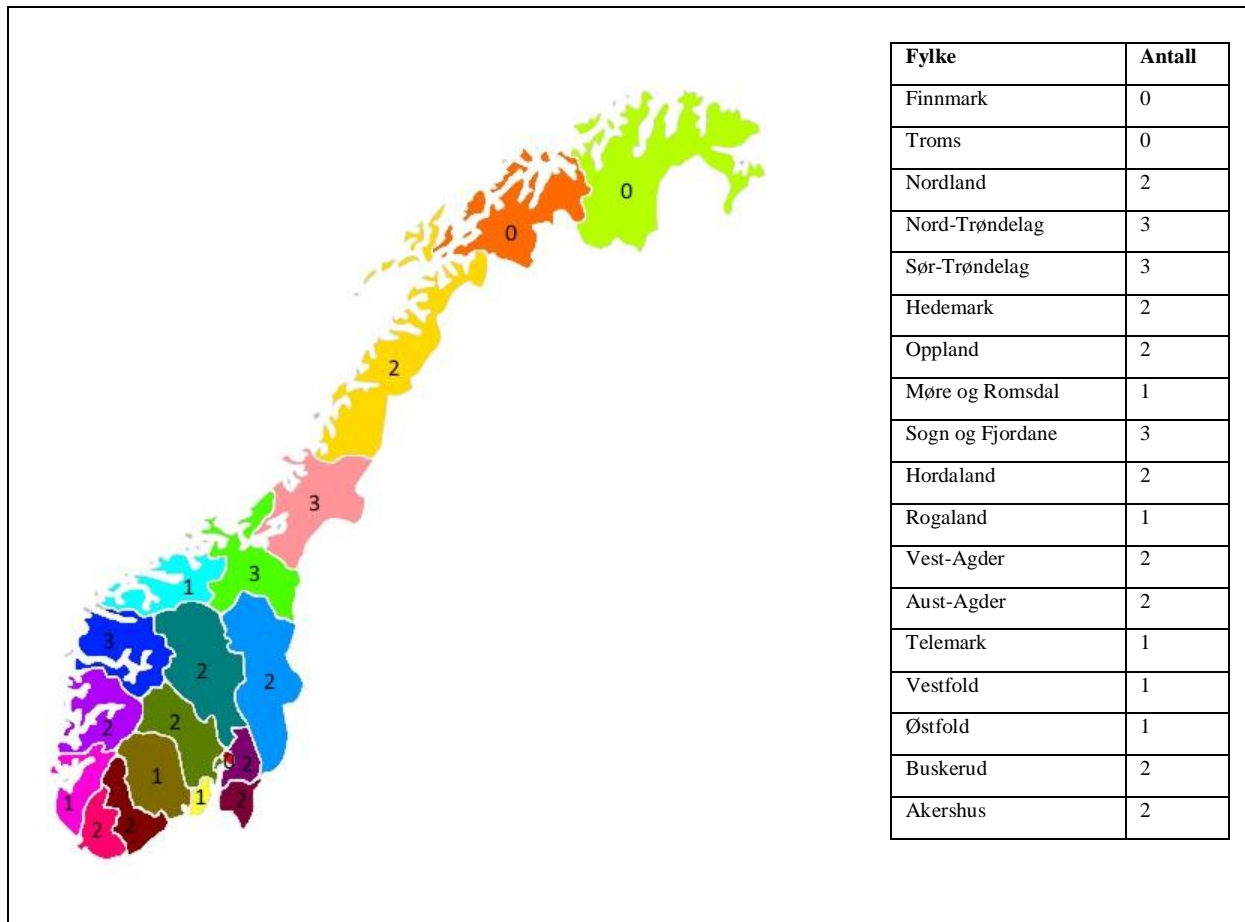 Fylke Antall
Finnmark 0
Troms 0
Nordland 2
Nord-Trøndelag 3
Sør-Trøndelag 3
Hedemark 2
Oppland 2
Møre og Romsdal 1
Sogn og Fjordane 3
Hordaland 2
Rogaland 1
Vest-Agder 2
Aust-Agder 2
Telemark 1
Vestfold 1
Østfold 1
Buskerud 2
Akershus 2
0
0
2
3
3
1
3
2
2
2
2
0
2
1
1
2
1
2
2